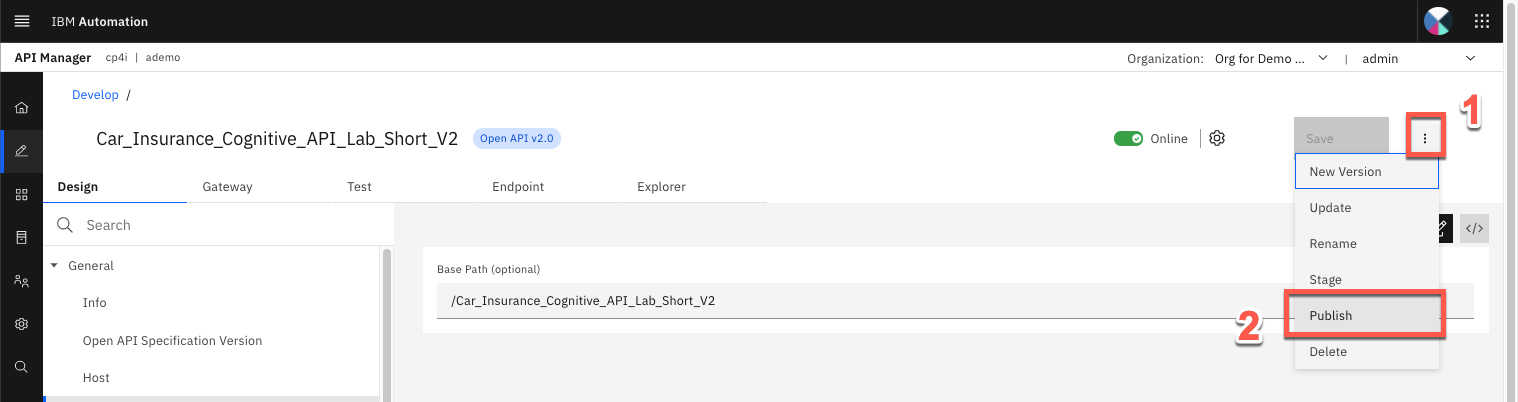 IBM Automation
API Manager cp4i | ademo Organization: Org for Demo ... | admin
Develop /
Car_Insurance_Cognitive_API_Lab_Short_V2 Open API v2.0 Online Save
1
New Version
Design Gateway Test Endpoint Explorer
Update
Search </>
Rename
General
Base Path (optional)
Stage
Info /Car_Insurance_Cognitive_API_Lab_Short_V2
Publish
2
Open API Specification Version
Delete
Host